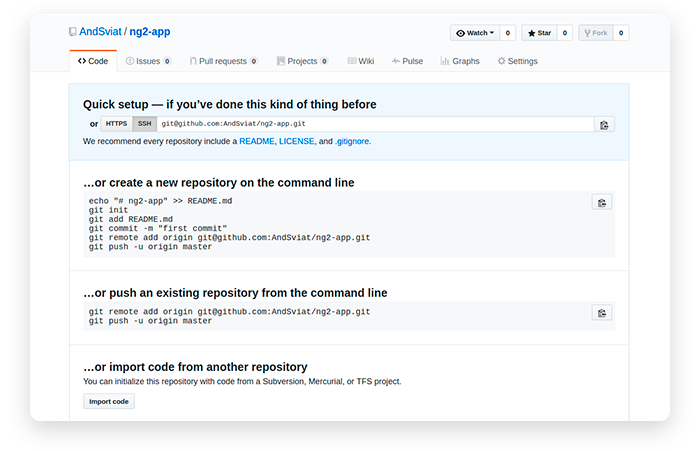 AndSviat / ng2-app
Watch 0 Star 0 Fork 0
Code Issues 0 Pull requests 0 Projects 0 Wiki Pulse Graphs Settings
Quick setup — if you’ve done this kind of thing before
or HTTPS SSH git@github.com:AndSviat/ng2-app.git
We recommend every repository include a README, LICENSE, and .gitignore.
…or create a new repository on the command line
echo "# ng2-app" >> README.md
git init
git add README.md
git commit -m "first commit"
git remote add origin git@github.com:AndSviat/ng2-app.git
git push -u origin master
…or push an existing repository from the command line
git remote add origin git@github.com:AndSviat/ng2-app.git
git push -u origin master
…or import code from another repository
You can initialize this repository with code from a Subversion, Mercurial, or TFS project.
Import code